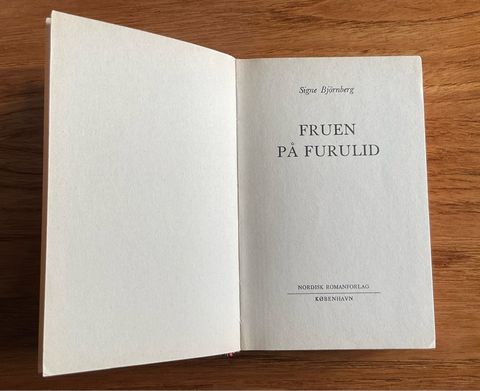 Signe Björnberg
FRUEN
PÅ FURULID
NORDISK ROMANFORLAG
KØBENHAVN